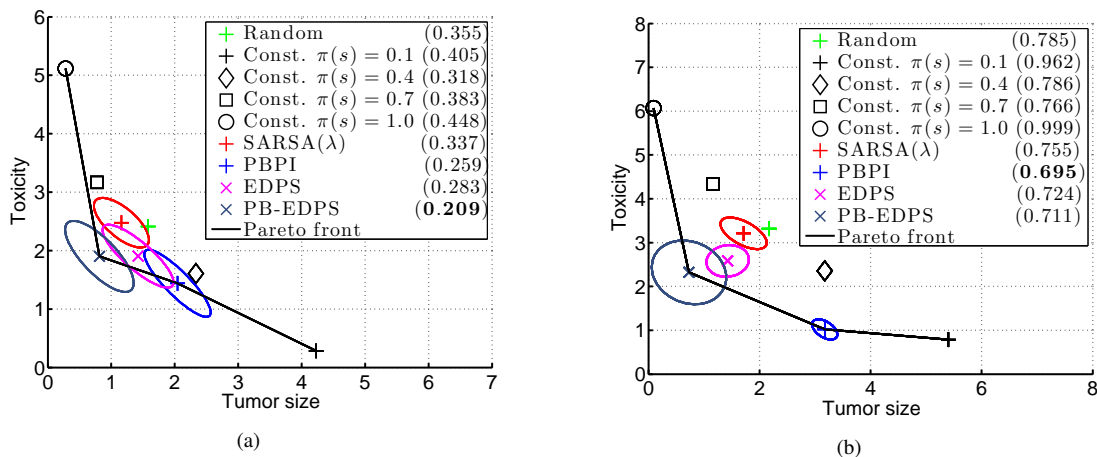 6
5
4
3
2
1
0
Toxicity
Random (0.355)
Const. π(s) = 0.1 (0.405)
Const. π(s) = 0.4 (0.318)
Const. π(s) = 0.7 (0.383)
Const. π(s) = 1.0 (0.448)
SARSA(λ) (0.337)
PBPI (0.259)
EDPS (0.283)
PB-EDPS (0.209)
Pareto front
0 1 2 3 4 5 6 7
Tumor size
(a)
8
7
6
5
4
3
2
1
0
Toxicity
Random (0.785)
Const. π(s) = 0.1 (0.962)
Const. π(s) = 0.4 (0.786)
Const. π(s) = 0.7 (0.766)
Const. π(s) = 1.0 (0.999)
SARSA(λ) (0.755)
PBPI (0.695)
EDPS (0.724)
PB-EDPS (0.711)
Pareto front
0 2 4 6 8
Tumor size
(b)